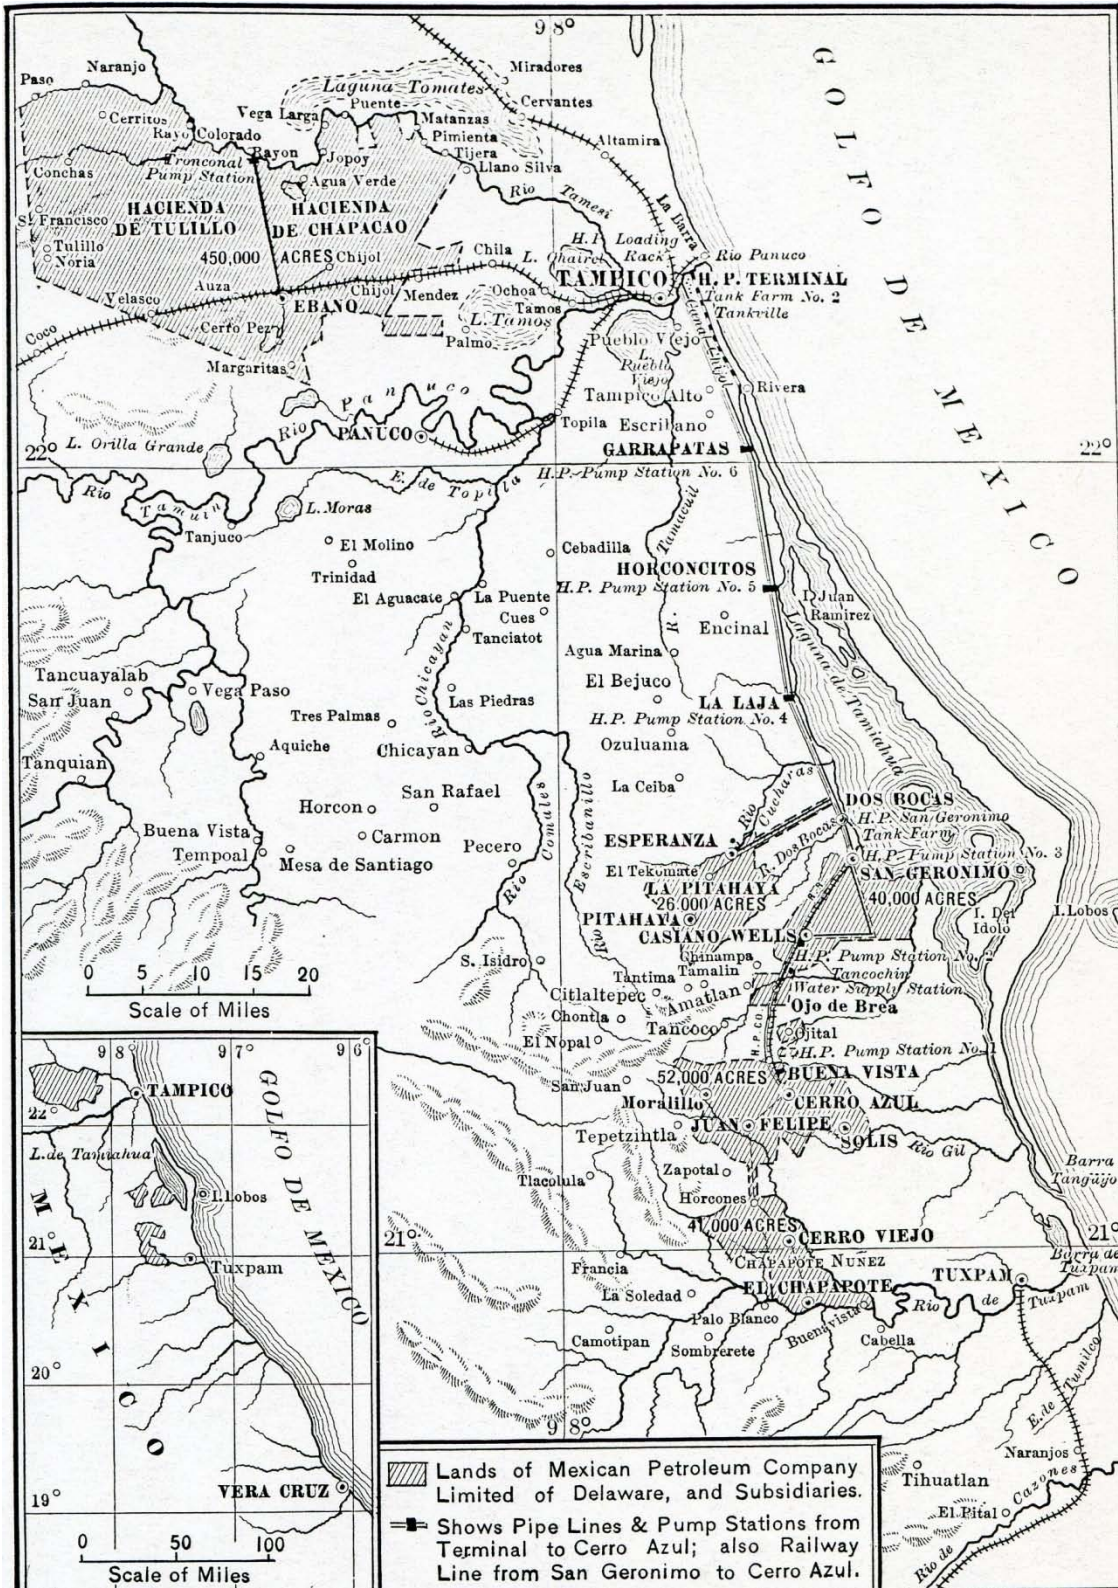 98°
GOLFO DE MEXICO
Naranjo
Paso
Miradores
Laguna Tomates
Puente
Cervantes
Vega Larga
Matanzas
Cerritos
Rayo
Colorado
Pimienta
Altamira
Tijera
Rayon
Jopoy
Tronconal
Pump Station
Conchas
Llano Silva
Agua Verde
Rio Tamesi
La Barra
S. Francisco
HACIENDA
DE TULILLO
HACIENDA
DE CHAPACAO
H.P. Loading
Rack
Rio Panuco
Tulillo
Noria
450,000
ACRES
Chijol
Chila
TAMPICO
H.P. TERMINAL
Tank Farm No. 2
Tankville
Auza
Velasco
EBANO
Chijol
Mendez
Ochoa
Tamos
Canal Chijol
Coco
Palmo
L. Tamos
Pueblo Viejo
L.
Pueblo
Viejo
Margaritas
Rivera
Tampico Alto
Rio Panuco
PANUCO
Topila
Escribano
L. Orilla Grande
GARRAPATAS
22°
22°
H.P. Pump Station No. 6
Rio Tamuin
E. de Topila
L. Moras
Tanjuco
R. Tamacuil
El Molino
Cebadilla
Trinidad
HORCONCITOS
H.P. Pump Station No. 5
El Aguacate
La Puente
Cues
I. Juan
Ramirez
Tanciatot
Encinal
Rio Chicayan
Agua Marina
Laguna de Tamiahua
Tancuayalab
San Juan
Vega Paso
Las Piedras
El Bejuco
LA LAJA
H.P. Pump Station No. 4
Tres Palmas
Aquiche
Chicayan
Ozuluama
Tanquian
La Ceiba
Rio Cucharas
Horcon
San Rafael
DOS BOCAS
H.P. San Geronimo
Tank Farm
Buena Vista
Carmon
ESPERANZA
R. Dos Bocas
Tempoal
Mesa de Santiago
Pecero
H.P. Pump Station No. 3
El Tekomate
SAN GERONIMO
Rio Comales
Rio Escribanillo
LA PITAHAYA
26,000 ACRES
40,000
ACRES
PITAHAYA
I. Del
Idolo
I. Lobos
CASIANO WELLS
H.P. Pump Station No. 2
Chinampa
S. Isidro
Tantima
Tamalin
Tancochin
Water Supply Station
Citlaltepec
Amatlan
Ojo de Brea
Chontla
Tancoco
H.P.CO.
Ojital
El Nopal
H.P. Pump Station No. 1
BUENA VISTA
San Juan
52,000 ACRES
Moralillo
CERRO AZUL
JUAN FELIPE
SOLIS
Tepetzintla
Rio Gil
Zapotal
Barra
Tanguijo
Tlacolula
Horcones
41,000 ACRES
21°
21°
CERRO VIEJO
CHAPAPOTE NUÑEZ
Barra de
Tuxpam
Francia
La Soledad
EL CHAPAPOTE
TUXPAM
Rio de Tuxpam
Palo Blanco
Buenavista
Camotipan
Sombrerete
Cabella
E. de Tumilco
98°
Naranjos
Tihuatlan
El Pital
Rio de Cazones
0 5 10 15 20
Scale of Miles
98° 97° 96°
TAMPICO
22°
GOLFO DE MEXICO
L. de Tamiahua
I. Lobos
MEXICO
21°
Tuxpam
20°
VERA CRUZ
19°
0 50 100
Scale of Miles
Lands of Mexican Petroleum Company
Limited of Delaware, and Subsidiaries.
Shows Pipe Lines & Pump Stations from
Terminal to Cerro Azul; also Railway
Line from San Geronimo to Cerro Azul.